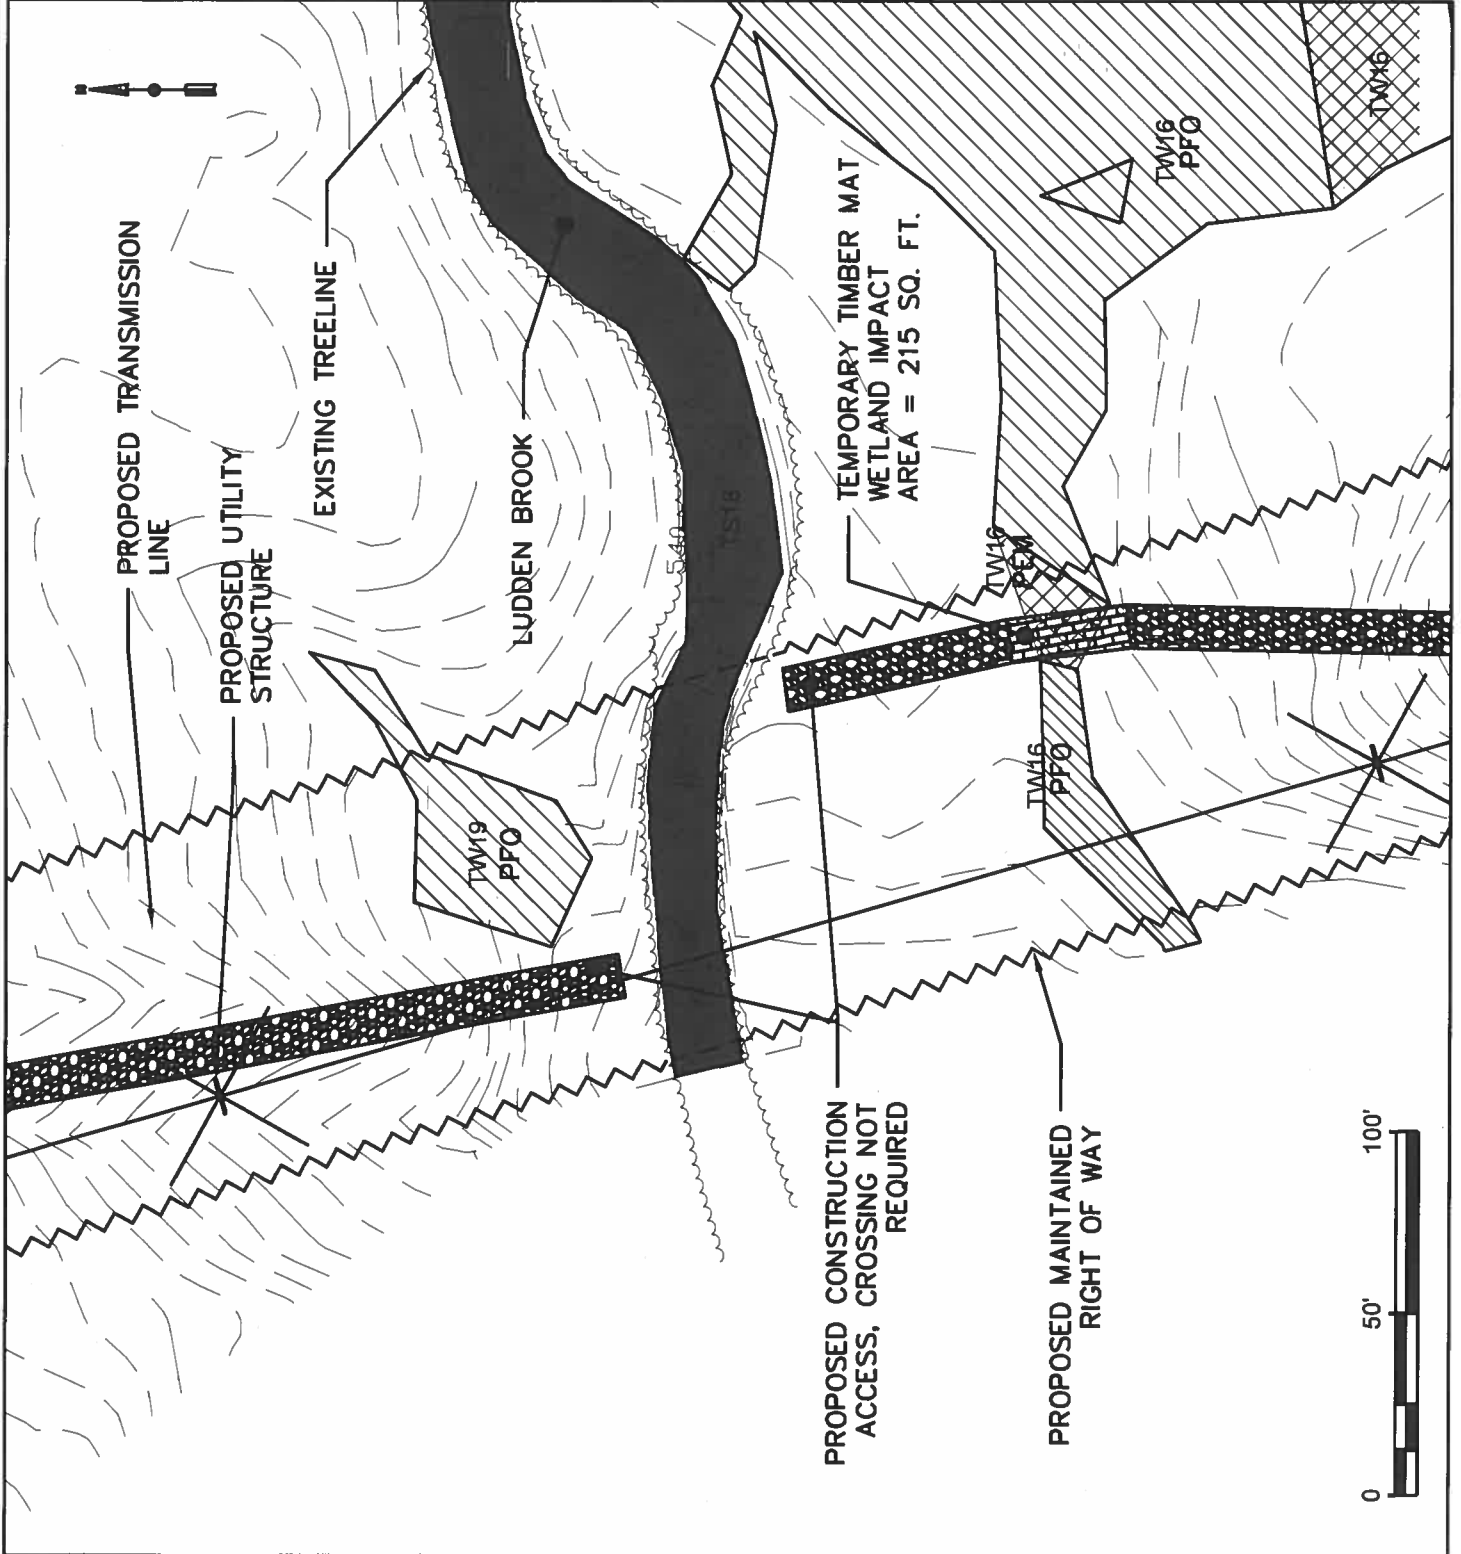 N
PROPOSED TRANSMISSION
LINE
PROPOSED UTILITY
STRUCTURE
EXISTING TREELINE
LUDDEN BROOK
540
TS18
TW19
PFO
TEMPORARY TIMBER MAT
WETLAND IMPACT
AREA = 215 SQ. FT.
TW16
PEM
TW16
PFO
TW16
PFO
TW16
PROPOSED CONSTRUCTION
ACCESS, CROSSING NOT
REQUIRED
PROPOSED MAINTAINED
RIGHT OF WAY
0
50'
100'